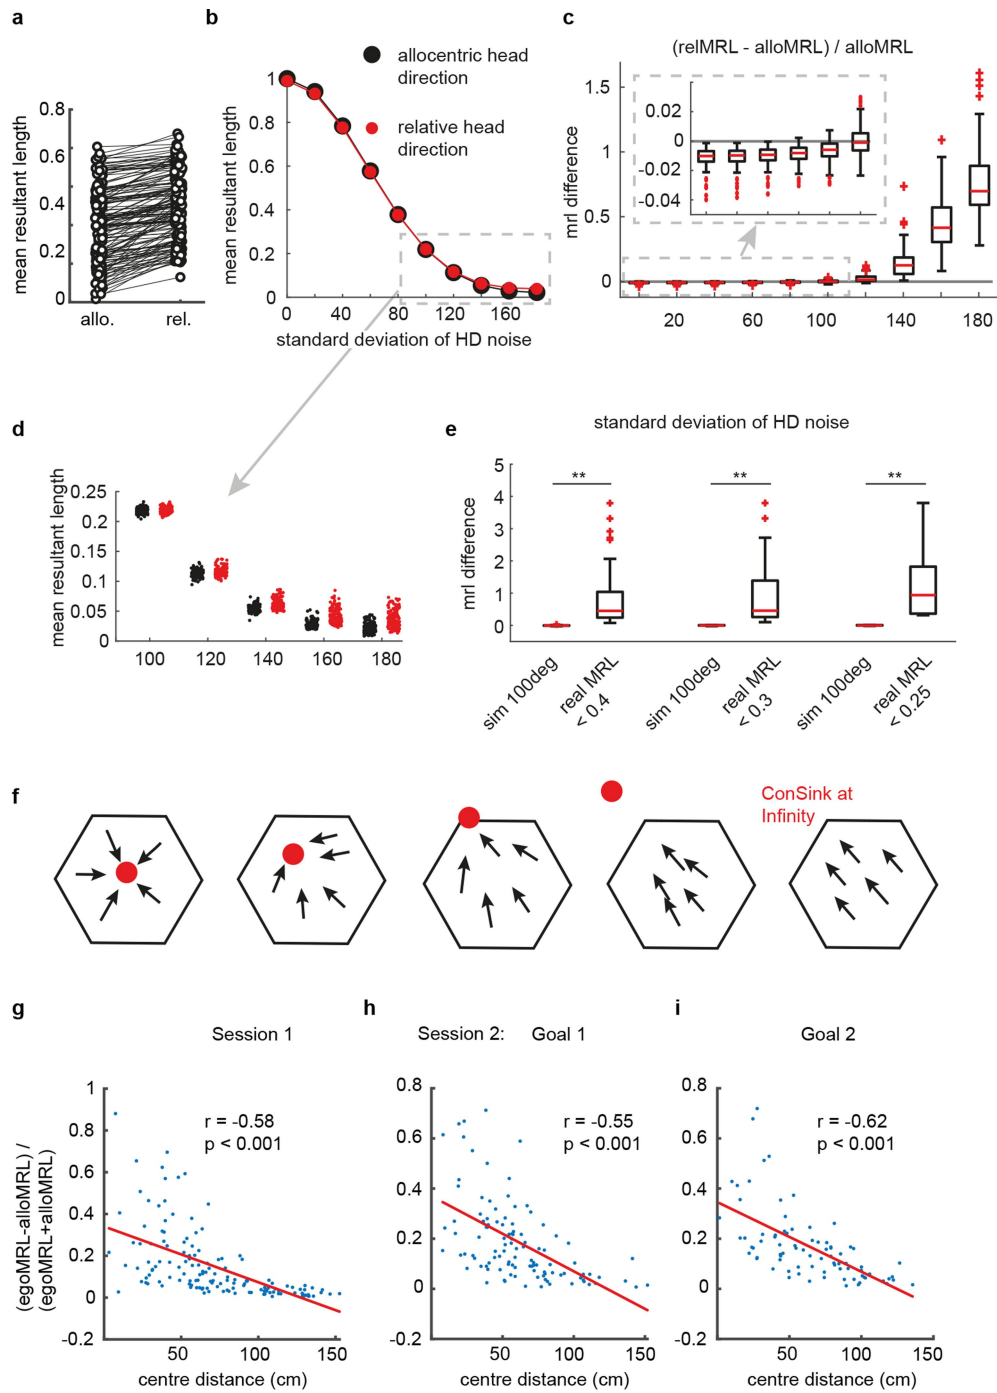 a
mean resultant length
0.8
0.6
0.4
0.2
0
allo.
rel.
b
allocentric head
direction
relative head
direction
mean resultant length
1
0.8
0.6
0.4
0.2
0
0
40
80
120
160
standard deviation of HD noise
c
(relMRL - alloMRL) / alloMRL
mrl difference
1.5
1
0.5
0
0.02
0
-0.02
-0.04
20
60
100
140
180
standard deviation of HD noise
d
mean resultant length
0.25
0.2
0.15
0.1
0.05
0
100
120
140
160
180
e
mrl difference
5
4
3
2
1
0
**
**
**
sim 100deg
real MRL
< 0.4
sim 100deg
real MRL
< 0.3
sim 100deg
real MRL
< 0.25
f
ConSink at
Infinity
g
Session 1
(egoMRL-alloMRL) /
(egoMRL+alloMRL)
1
0.8
0.6
0.4
0.2
0
-0.2
r = -0.58
p < 0.001
50
100
150
centre distance (cm)
h
Session 2: Goal 1
0.8
0.6
0.4
0.2
0
-0.2
r = -0.55
p < 0.001
50
100
150
centre distance (cm)
i
Goal 2
0.8
0.6
0.4
0.2
0
-0.2
r = -0.62
p < 0.001
50
100
150
centre distance (cm)